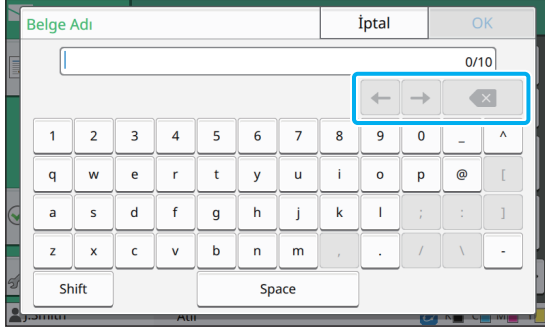 Belge Adı İptal OK
0/10
1 2 3 4 5 6 7 8 9 0 _ ^
q w e r t y u i o p @ [
a s d f g h j k l ; : ]
z x c v b n m , . / \ -
Shift Space
J.Smith Atıl K C M Y